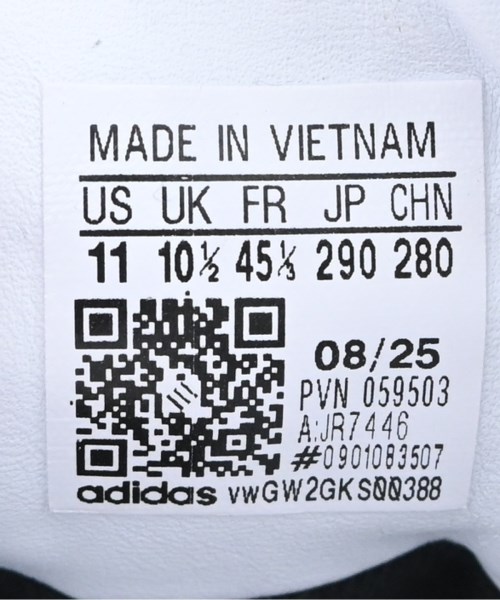 MADE IN VIETNAM
US UK FR JP CHN
11 10½ 45⅓ 290 280
08/25
PVN 059503
A:JR7446
#0901083507
adidas vwGW2GKS00388